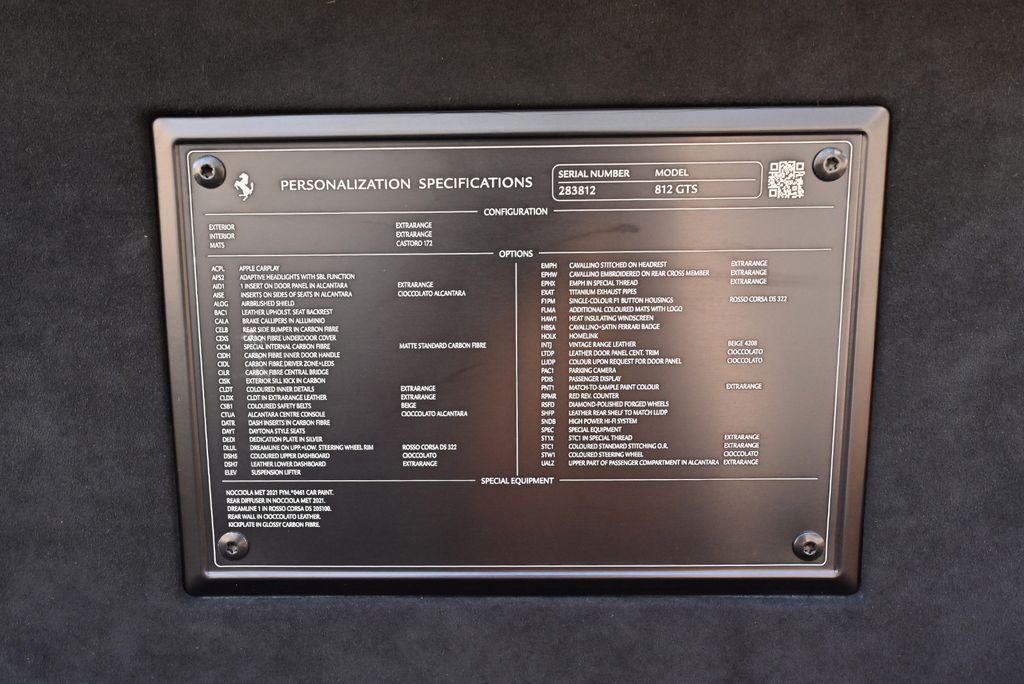 PERSONALIZATION SPECIFICATIONS
SERIAL NUMBER MODEL
283812 812 GTS
CONFIGURATION
EXTERIOR EXTRARANGE
INTERIOR EXTRARANGE
MATS CASTORO 172
OPTIONS
ACPL APPLE CARPLAY
AFS2 ADAPTIVE HEADLIGHTS WITH SBL FUNCTION
AID1 1 INSERT ON DOOR PANEL IN ALCANTARA EXTRARANGE
AISE INSERTS ON SIDES OF SEATS IN ALCANTARA CIOCCOLATO ALCANTARA
ALOG AIRBRUSHED SHIELD
BAC1 LEATHER UPHOLST. SEAT BACKREST
CALA BRAKE CALLIPERS IN ALLUMINIO
CELB REAR SIDE BUMPER IN CARBON FIBRE
CEXS CARBON FIBRE UNDERDOOR COVER
CICM SPECIAL INTERNAL CARBON FIBRE MATTE STANDARD CARBON FIBRE
CIDH CARBON FIBRE INNER DOOR HANDLE
CIDL CARBON FIBRE DRIVER ZONE+LEDS
CILR CARBON FIBRE CENTRAL BRIDGE
CISK EXTERIOR SILL KICK IN CARBON
CLDT COLOURED INNER DETAILS EXTRARANGE
CLDX CLDT IN EXTRARANGE LEATHER EXTRARANGE
CSB1 COLOURED SAFETY BELTS BEIGE
CTUA ALCANTARA CENTRE CONSOLE CIOCCOLATO ALCANTARA
DATR DASH INSERTS IN CARBON FIBRE
DAYT DAYTONA STYLE SEATS
DEDI DEDICATION PLATE IN SILVER
DLUL DREAMLINE ON UPP+LOW. STEERING WHEEL RIM ROSSO CORSA DS 322
DSH5 COLOURED UPPER DASHBOARD CIOCCOLATO
DSH7 LEATHER LOWER DASHBOARD EXTRARANGE
ELEV SUSPENSION LIFTER
EMPH CAVALLINO STITCHED ON HEADREST EXTRARANGE
EPHW CAVALLINO EMBROIDERED ON REAR CROSS MEMBER EXTRARANGE
EPHX EMPH IN SPECIAL THREAD EXTRARANGE
EXAT TITANIUM EXHAUST PIPES
F1PM SINGLE-COLOUR F1 BUTTON HOUSINGS ROSSO CORSA DS 322
FLMA ADDITIONAL COLOURED MATS WITH LOGO
HAW1 HEAT INSULATING WINDSCREEN
HBSA CAVALLINO+SATIN FERRARI BADGE
HOLK HOMELINK
INTJ VINTAGE RANGE LEATHER BEIGE 4208
LTDP LEATHER DOOR PANEL CENT. TRIM CIOCCOLATO
LUDP COLOUR UPON REQUEST FOR DOOR PANEL CIOCCOLATO
PAC1 PARKING CAMERA
PDIS PASSENGER DISPLAY
PNT1 MATCH-TO-SAMPLE PAINT COLOUR EXTRARANGE
RPMR RED REV. COUNTER
RSFD DIAMOND-POLISHED FORGED WHEELS
SHFP LEATHER REAR SHELF TO MATCH LUDP
SNDB HIGH POWER HI-FI SYSTEM
SPEC SPECIAL EQUIPMENT
ST1X STC1 IN SPECIAL THREAD EXTRARANGE
STC1 COLOURED STANDARD STITCHING O.R. EXTRARANGE
STW1 COLOURED STEERING WHEEL CIOCCOLATO
UALZ UPPER PART OF PASSENGER COMPARTMENT IN ALCANTARA EXTRARANGE
SPECIAL EQUIPMENT
NOCCIOLA MET 2021 FYM.*0461 CAR PAINT.
REAR DIFFUSER IN NOCCIOLA MET 2021.
DREAMLINE 1 IN ROSSO CORSA DS 205100.
REAR WALL IN CIOCCOLATO LEATHER.
KICKPLATE IN GLOSSY CARBON FIBRE.